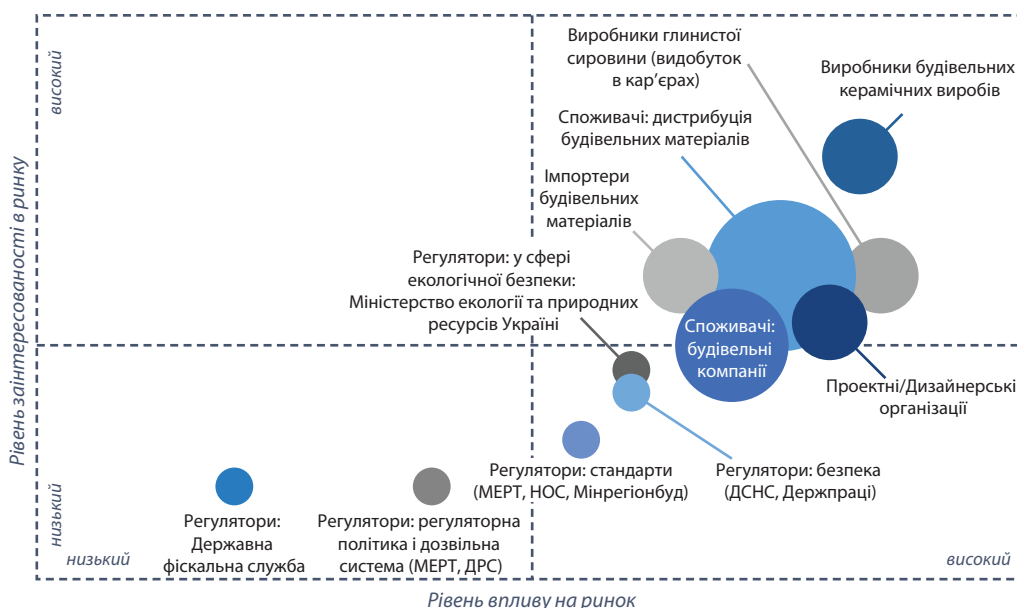 Рівень заінтересованості в ринку
високий
Виробники глинистої
сировини (видобуток
в кар’єрах)
Виробники будівельних
керамічних виробів
Споживачі: дистрибуція
будівельних матеріалів
Імпортери
будівельних
матеріалів
Регулятори: у сфері
екологічної безпеки:
Міністерство екології та природних
ресурсів Україні
Споживачі:
будівельні
компанії
Проектні/Дизайнерські
організації
Регулятори: стандарти
(МЕРТ, НОС, Мінрегіонбуд)
Регулятори: безпека
(ДСНС, Держпраці)
Регулятори:
Державна
фіскальна служба
Регулятори: регуляторна
політика і дозвільна
система (МЕРТ, ДРС)
низький
низький
високий
Рівень впливу на ринок